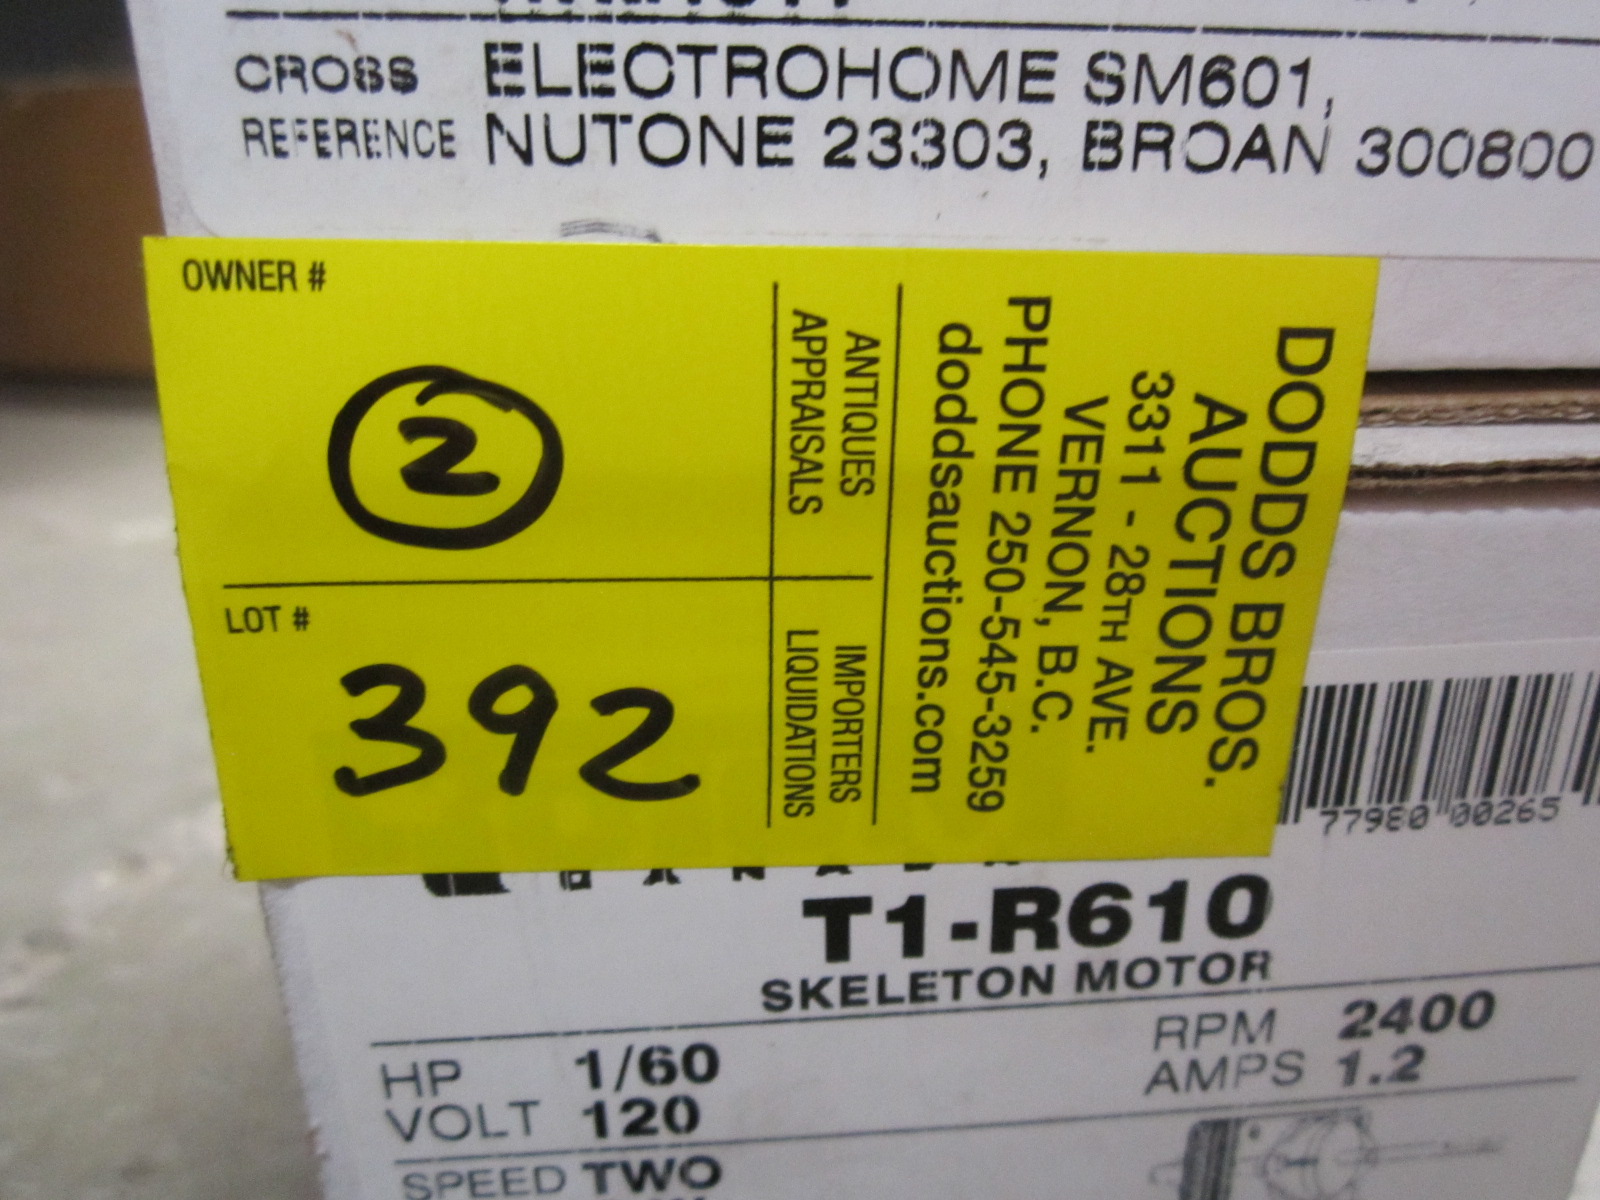 CROSS ELECTROHOME SM601,
REFERENCE NUTONE 23303, BROAN 300800
OWNER #
2
LOT #
392
ANTIQUES
APPRAISALS
IMPORTERS
LIQUIDATIONS
DODDS BROS.
AUCTIONS
3311 - 28TH AVE.
VERNON, B.C.
PHONE 250-545-3259
doddsauctions.com
77980 00265
T1-R610
SKELETON MOTOR
HP 1/60 RPM 2400
VOLT 120 AMPS 1.2
SPEED TWO